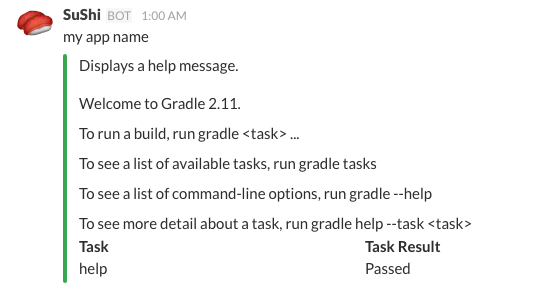 SuShi BOT 1:00 AM
my app name
Displays a help message.
Welcome to Gradle 2.11.
To run a build, run gradle <task> ...
To see a list of available tasks, run gradle tasks
To see a list of command-line options, run gradle --help
To see more detail about a task, run gradle help --task <task>
Task Task Result
help Passed